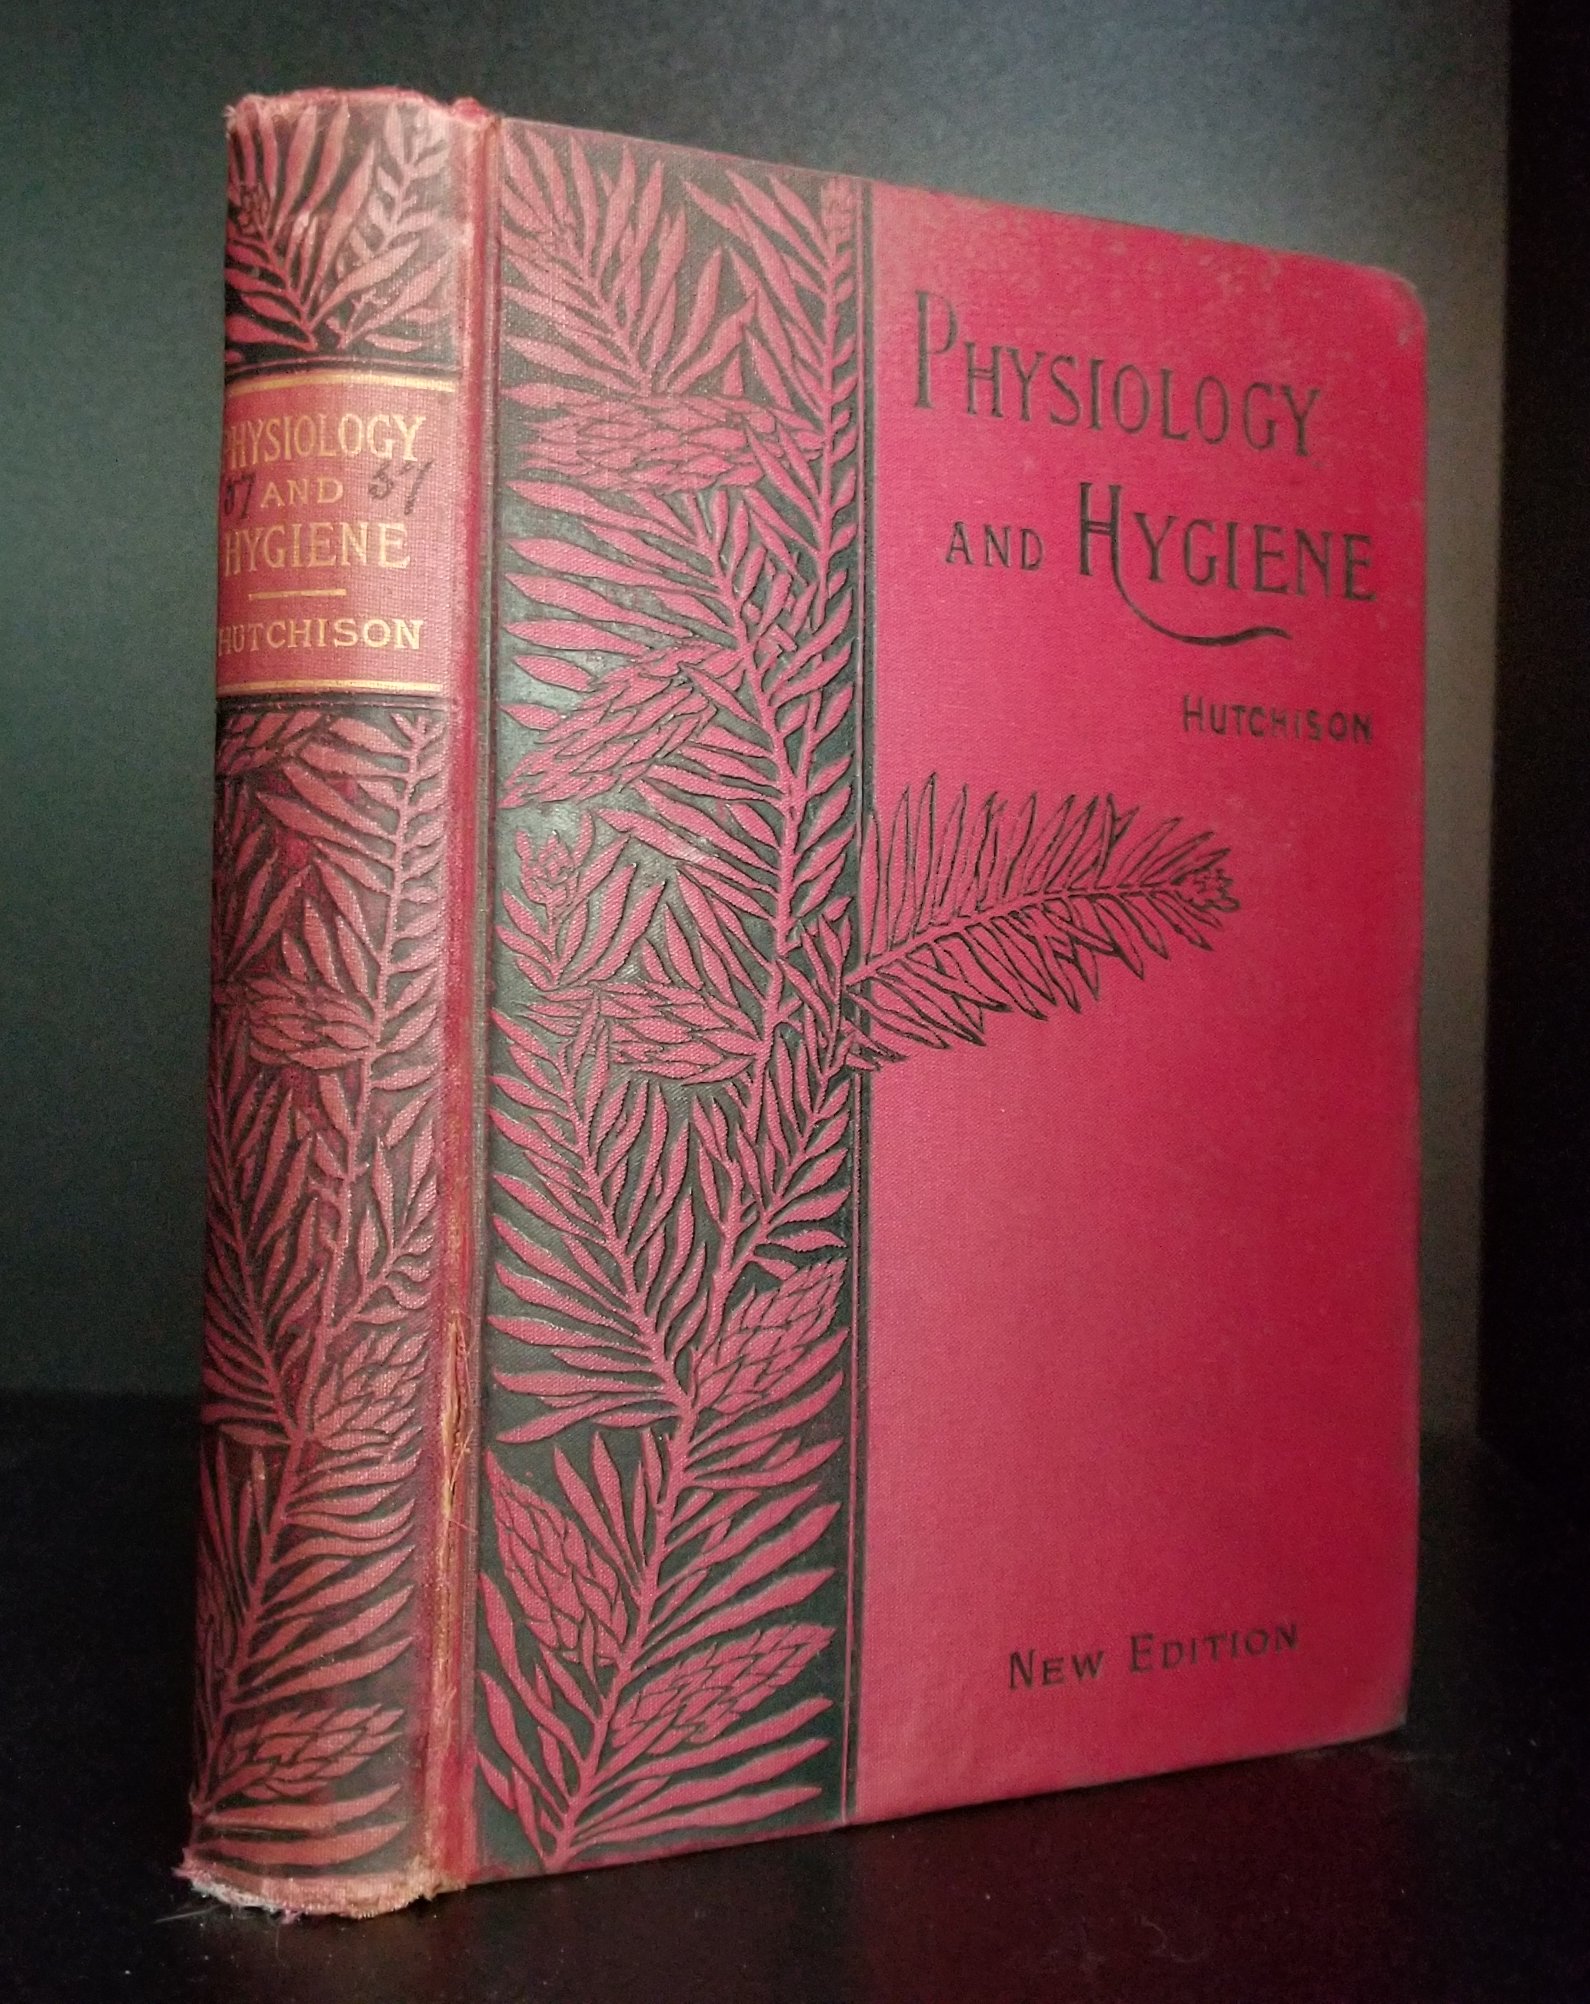 PHYSIOLOGY
57 AND 57
HYGIENE
HUTCHISON
PHYSIOLOGY
AND HYGIENE
HUTCHISON
NEW EDITION